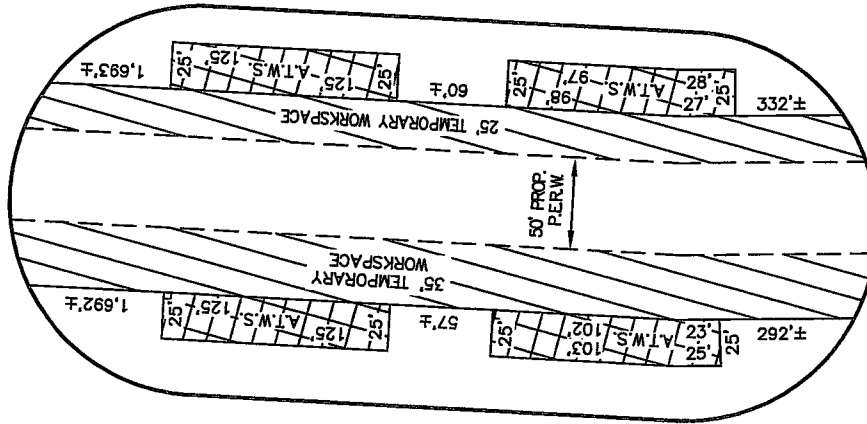 1,693'±
25'
125'
A.T.W.S.
125'
25'
60'±
25'
97'
98'
A.T.W.S.
28'
27'
25'
332'±
25' TEMPORARY WORKSPACE
50' PROP.
P.E.R.W.
35' TEMPORARY
WORKSPACE
1,692'±
25'
125'
A.T.W.S.
125'
25'
57'±
25'
102'
103'
A.T.W.S.
23'
25'
25'
292'±